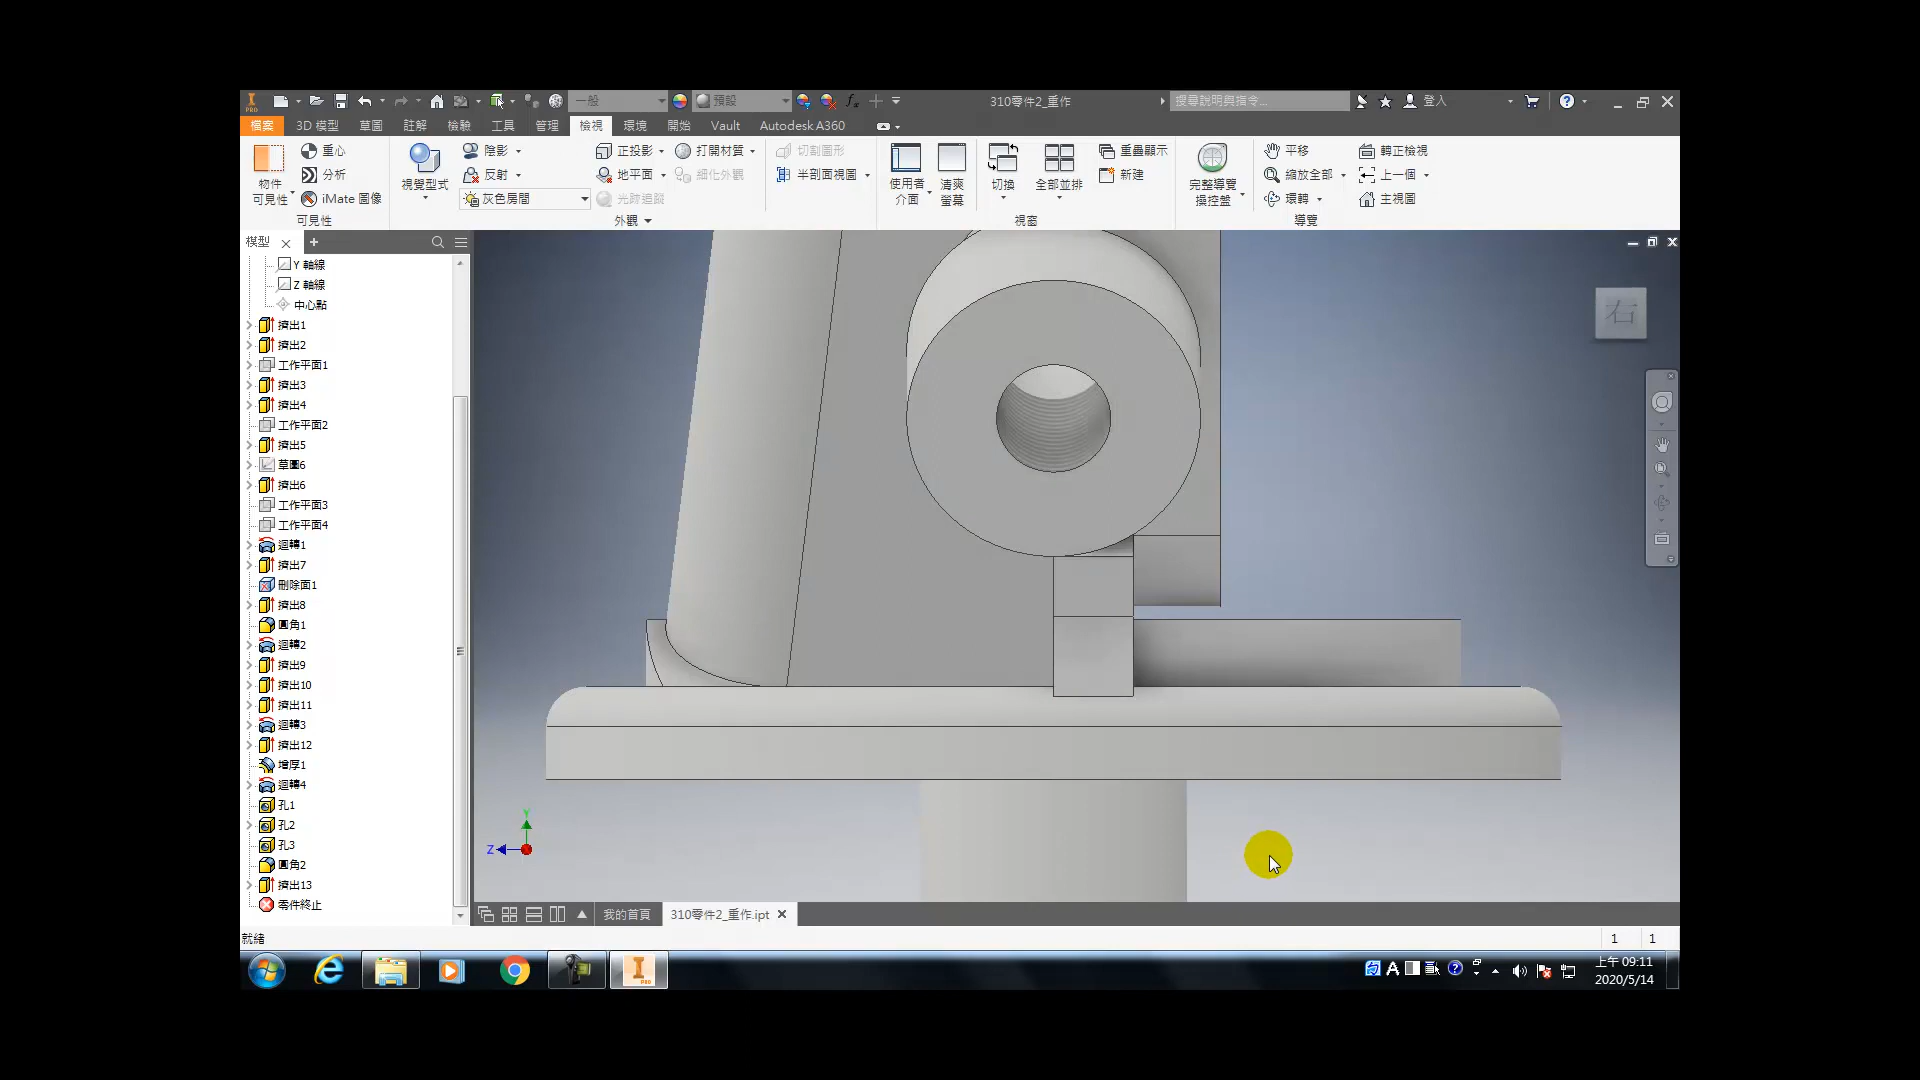 PRO
一般
預設
310零件2_重作
搜尋說明與指令...
登入
檔案 3D 模型 草圖 註解 檢驗 工具 管理 檢視 環境 開始 Vault Autodesk A360
物件
可見性
重心
分析
iMate 圖像
可見性
視覺型式
陰影
反射
灰色房間
正投影
地平面
光跡追蹤
打開材質
細化外觀
外觀
切割圖形
半剖面視圖
使用者
介面
清爽
螢幕
切換
全部並排
重疊顯示
新建
視窗
完整導覽
操控盤
平移
縮放全部
環轉
轉正檢視
上一個
主視圖
導覽
模型
Y 軸線
Z 軸線
中心點
擠出1
擠出2
工作平面1
擠出3
擠出4
工作平面2
擠出5
草圖6
擠出6
工作平面3
工作平面4
迴轉1
擠出7
刪除面1
擠出8
圓角1
迴轉2
擠出9
擠出10
擠出11
迴轉3
擠出12
增厚1
迴轉4
孔1
孔2
孔3
圓角2
擠出13
零件終止
右
Y
Z
我的首頁
310零件2_重作.ipt
就緒
1 1
PRO
A
上午 09:11
2020/5/14